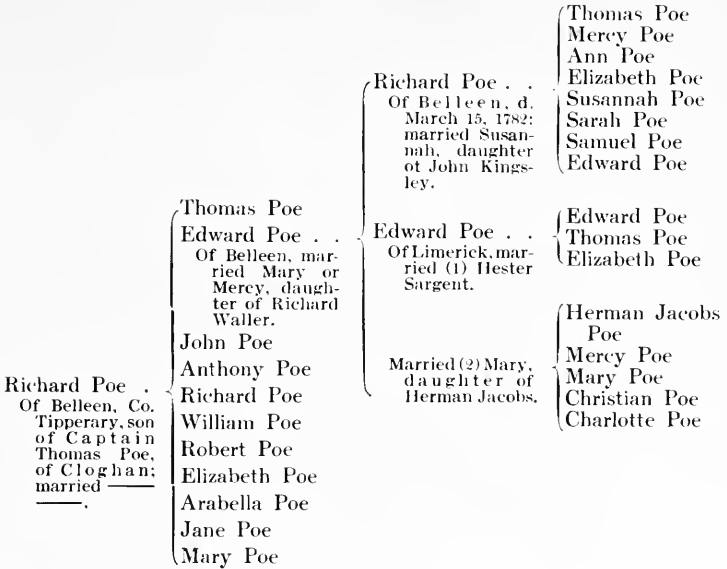 Richard Poe .
Of Belleen, Co.
Tipperary, son
of Captain
Thomas Poe,
of Cloghan;
married ———
———.
Thomas Poe
Edward Poe . .
Of Belleen, mar-
ried Mary or
Mercy, daugh-
ter of Richard
Waller.
John Poe
Anthony Poe
Richard Poe
William Poe
Robert Poe
Elizabeth Poe
Arabella Poe
Jane Poe
Mary Poe
Richard Poe . .
Of Belleen, d.
March 15, 1782;
married Susan-
nah, daughter
of John Kings-
ley.
Edward Poe . .
Of Limerick, mar-
ried (1) Hester
Sargent.
Married (2) Mary,
daughter of
Herman Jacobs.
Thomas Poe
Mercy Poe
Ann Poe
Elizabeth Poe
Susannah Poe
Sarah Poe
Samuel Poe
Edward Poe
Edward Poe
Thomas Poe
Elizabeth Poe
Herman Jacobs
Poe
Mercy Poe
Mary Poe
Christian Poe
Charlotte Poe